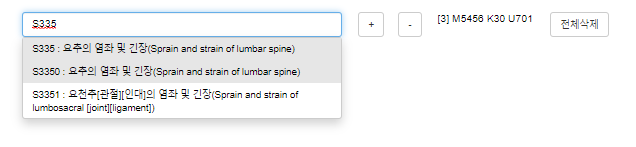 S335
+
-
[3] M5456 K30 U701
전체삭제
S335 : 요추의 염좌 및 긴장(Sprain and strain of lumbar spine)
S3350 : 요추의 염좌 및 긴장(Sprain and strain of lumbar spine)
S3351 : 요천추[관절][인대]의 염좌 및 긴장(Sprain and strain of
lumbosacral [joint][ligament])